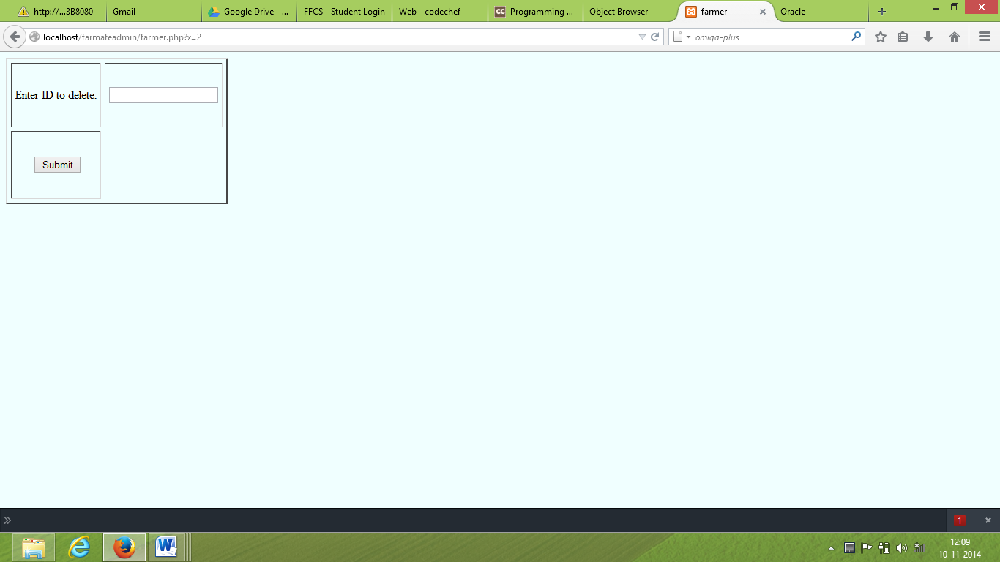 http://...3B8080
Gmail
Google Drive - ...
FFCS - Student Login
Web - codechef
CC Programming ...
Object Browser
farmer
Oracle
localhost/farmateadmin/farmer.php?x=2
omiga-plus
Enter ID to delete:
Submit
1
12:09
10-11-2014